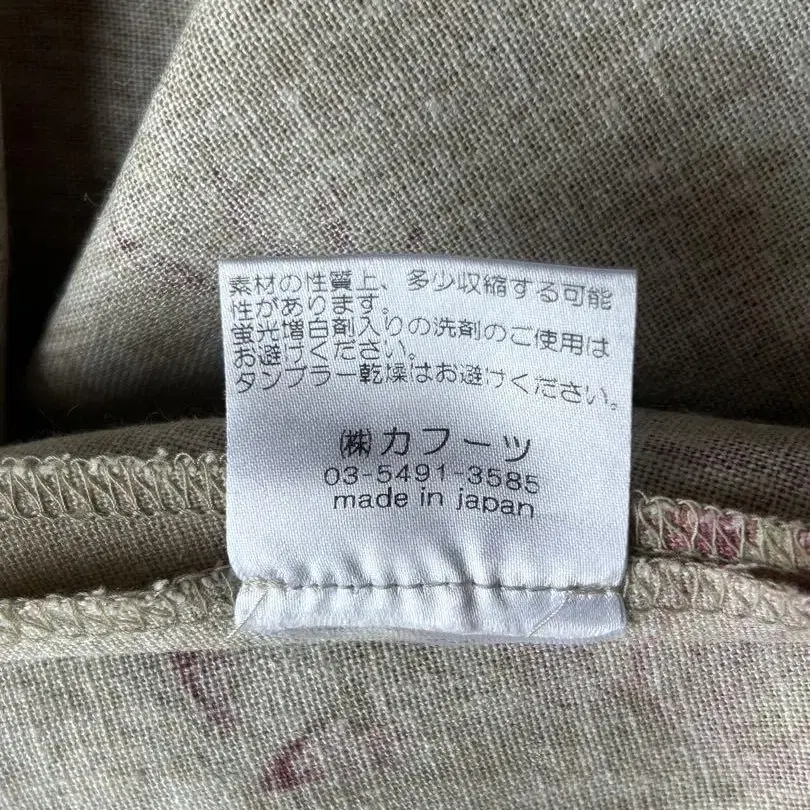 素材の性質上、多少収縮する可能
性があります。
蛍光増白剤入りの洗剤のご使用は
お避けください。
タンブラー乾燥はお避けください。
㈱カフーツ
03-5491-3585
made in japan